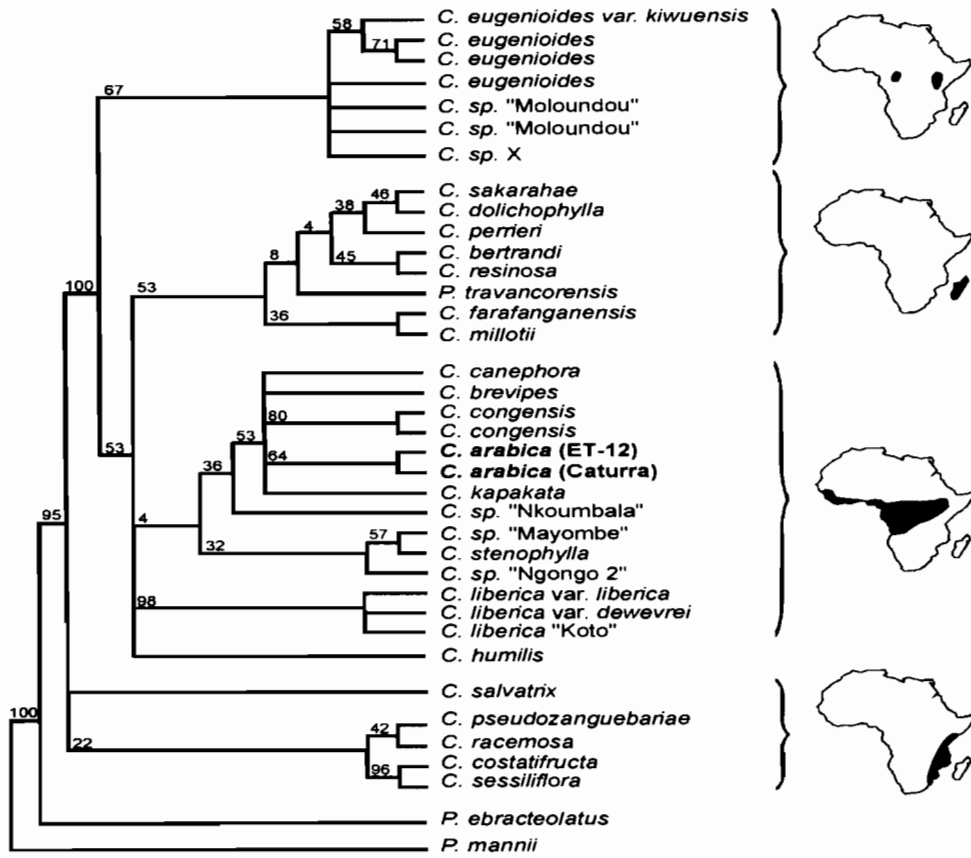 58 C. eugenioides var. kiwuensis
71 C. eugenioides
C. eugenioides
C. eugenioides
67
C. sp. "Moloundou"
C. sp. "Moloundou"
C. sp. X
46 C. sakarahae
38 C. dolichophylla
4 C. perrieri
8 45 C. bertrandi
C. resinosa
100 53 P. travancorensis
36 C. farafanganensis
C. millotii
C. canephora
C. brevipes
80 C. congensis
C. congensis
53 53 C. arabica (ET-12)
36 64 C. arabica (Caturra)
C. kapakata
C. sp. "Nkoumbala"
95 4 57 C. sp. "Mayombe"
32 C. stenophylla
C. sp. "Ngongo 2"
98 C. liberica var. liberica
C. liberica var. dewevrei
C. liberica "Koto"
C. humilis
C. salvatrix
100 C. pseudozanguebariae
42 C. racemosa
22 C. costatifructa
96 C. sessiliflora
P. ebracteolatus
P. mannii